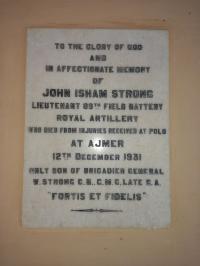 TO THE GLORY OF GOD
AND
IN AFFECTIONATE MEMORY
OF
JOHN ISHAM STRONG
LIEUTENANT 89TH FIELD BATTERY
ROYAL ARTILLERY
WHO DIED FROM INJURIES RECEIVED AT POLO
AT AJMER
12TH DECEMBER 1931
ONLY SON OF BRIGADIER GENERAL
W. STRONG C.B., C.M.G, LATE R.A.
"FORTIS ET FIDELIS"